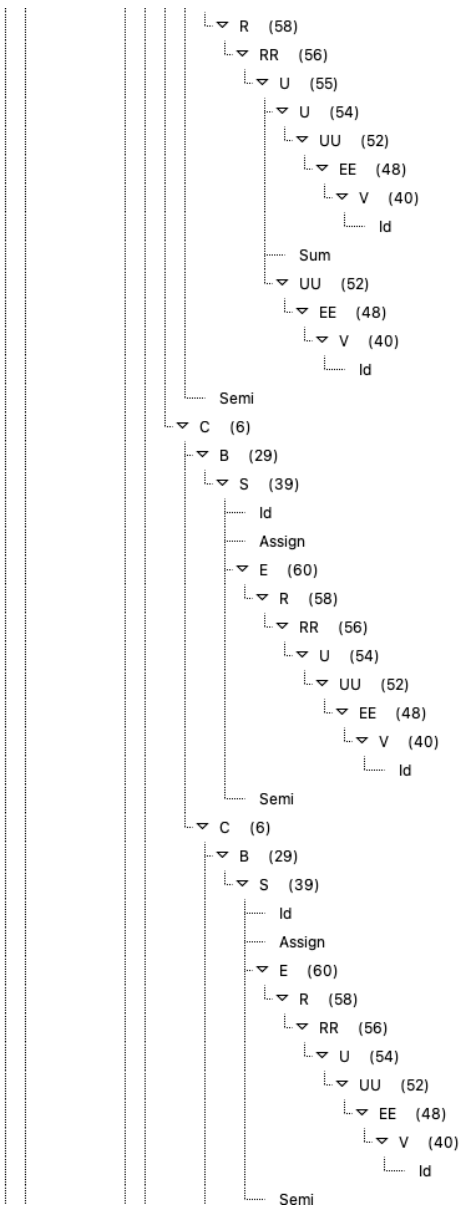 R (58)
RR (56)
U (55)
U (54)
UU (52)
EE (48)
V (40)
Id
Sum
UU (52)
EE (48)
V (40)
Id
Semi
C (6)
B (29)
S (39)
Id
Assign
E (60)
R (58)
RR (56)
U (54)
UU (52)
EE (48)
V (40)
Id
Semi
C (6)
B (29)
S (39)
Id
Assign
E (60)
R (58)
RR (56)
U (54)
UU (52)
EE (48)
V (40)
Id
Semi